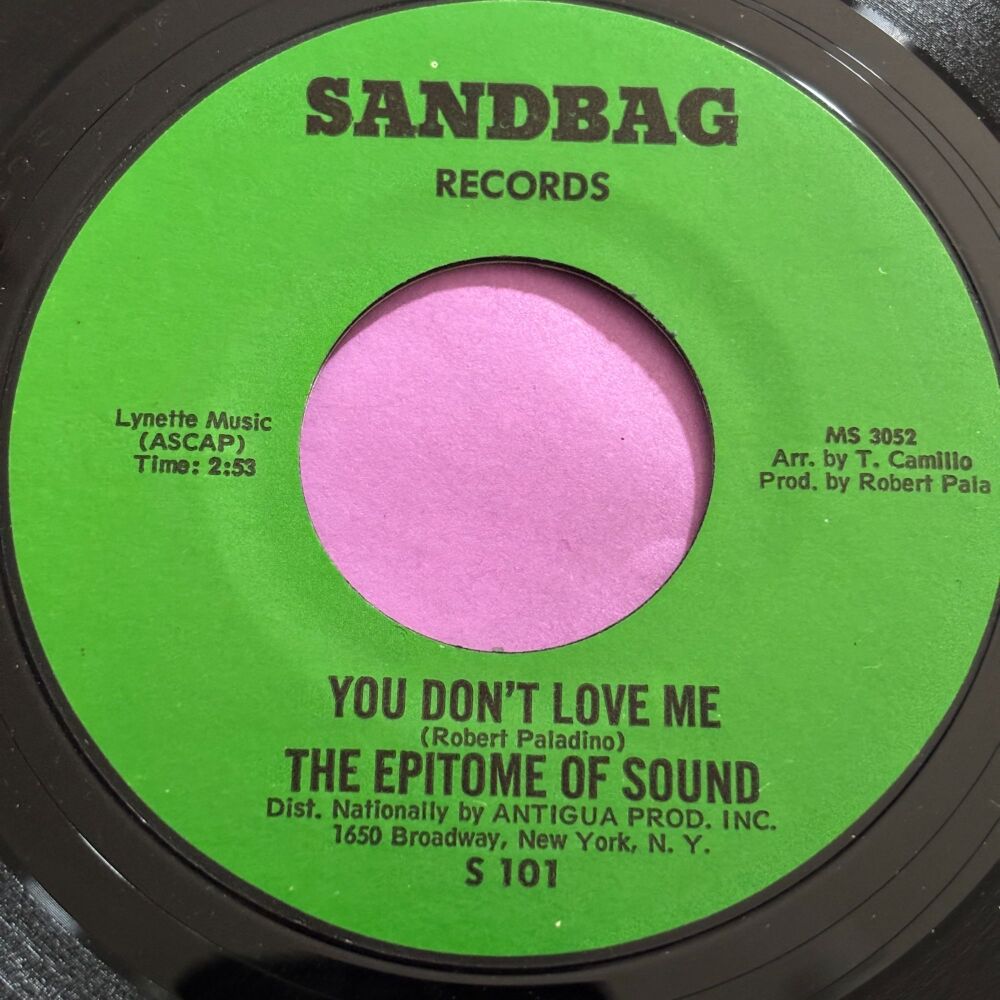 SANDBAG
RECORDS
Lynette Music
(ASCAP)
Time: 2:53
MS 3052
Arr. by T. Camillo
Prod. by Robert Pala
YOU DON'T LOVE ME
(Robert Paladino)
THE EPITOME OF SOUND
Dist. Nationally by ANTIGUA PROD. INC.
1650 Broadway, New York, N. Y.
S 101